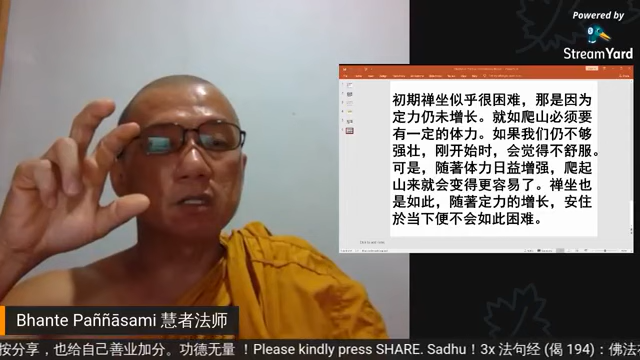 Powered by
StreamYard
初期禅坐似乎很困难，那是因为
定力仍未增长。就如爬山必须要
有一定的体力。如果我们仍不够
强壮，刚开始时，会觉得不舒服。
可是，随著体力日益增强，爬起
山来就会变得更容易了。禅坐也
是如此，随著定力的增长，安住
於当下便不会如此困难。
Bhante Paññāsami 慧者法师
按分享，也给自己善业加分。功德无量 ！Please kindly press SHARE. Sadhu！3x 法句经 (偈 194)：佛法